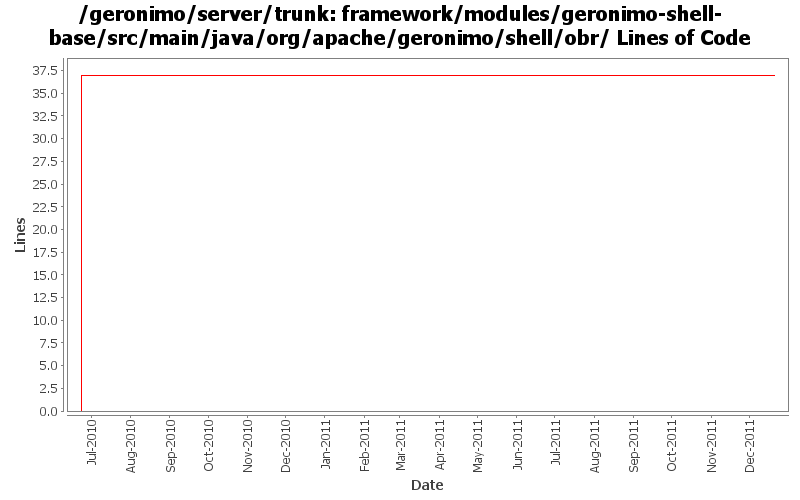 /geronimo/server/trunk: framework/modules/geronimo-shell-
base/src/main/java/org/apache/geronimo/shell/obr/ Lines of Code
Lines
37.5
35.0
32.5
30.0
27.5
25.0
22.5
20.0
17.5
15.0
12.5
10.0
7.5
5.0
2.5
0.0
Jul-2010
Aug-2010
Sep-2010
Oct-2010
Nov-2010
Dec-2010
Jan-2011
Feb-2011
Mar-2011
Apr-2011
May-2011
Jun-2011
Jul-2011
Aug-2011
Sep-2011
Oct-2011
Nov-2011
Dec-2011
Date